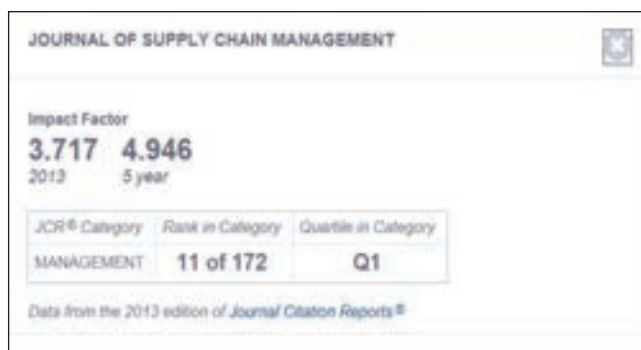 JOURNAL OF SUPPLY CHAIN MANAGEMENT
Impact Factor
3.717 4.946
2013 5 year
JCR® Category Rank in Category Quartile in Category
MANAGEMENT 11 of 172 Q1
Data from the 2013 edition of Journal Citation Reports®